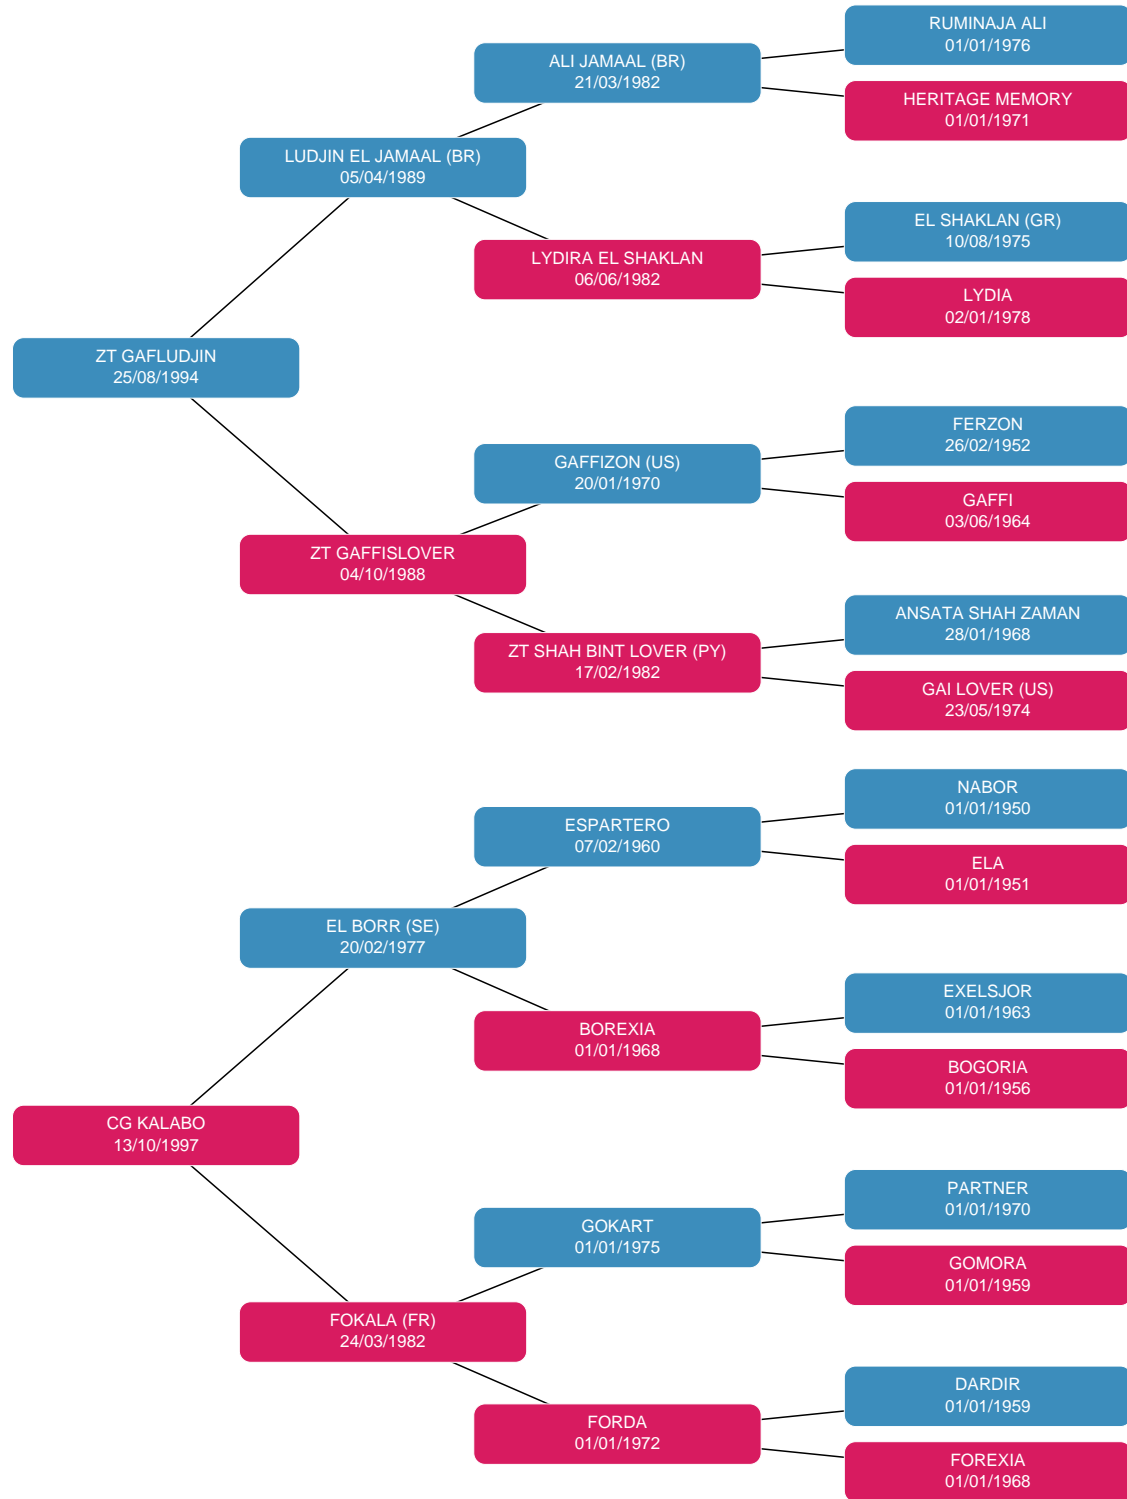 RUMINAJA ALI
01/01/1976
ALI JAMAAL (BR)
21/03/1982
HERITAGE MEMORY
01/01/1971
LUDJIN EL JAMAAL (BR)
05/04/1989
EL SHAKLAN (GR)
10/08/1975
LYDIRA EL SHAKLAN
06/06/1982
LYDIA
02/01/1978
ZT GAFLUDJIN
25/08/1994
FERZON
26/02/1952
GAFFIZON (US)
20/01/1970
GAFFI
03/06/1964
ZT GAFFISLOVER
04/10/1988
ANSATA SHAH ZAMAN
28/01/1968
ZT SHAH BINT LOVER (PY)
17/02/1982
GAI LOVER (US)
23/05/1974
NABOR
01/01/1950
ESPARTERO
07/02/1960
ELA
01/01/1951
EL BORR (SE)
20/02/1977
EXELSJOR
01/01/1963
BOREXIA
01/01/1968
BOGORIA
01/01/1956
CG KALABO
13/10/1997
PARTNER
01/01/1970
GOKART
01/01/1975
GOMORA
01/01/1959
FOKALA (FR)
24/03/1982
DARDIR
01/01/1959
FORDA
01/01/1972
FOREXIA
01/01/1968